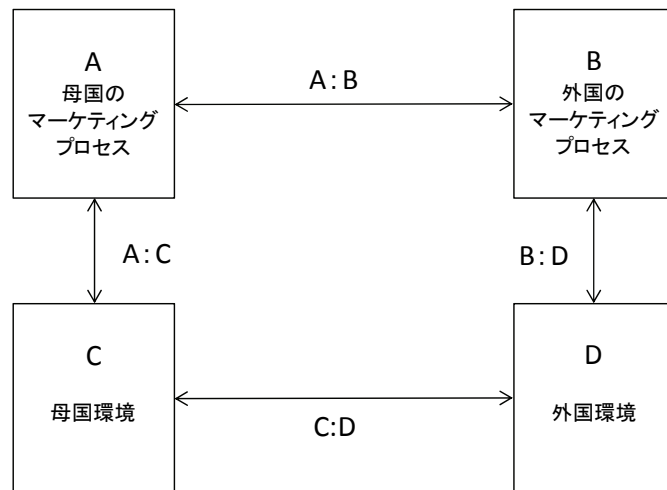 A
母国の
マーケティング
プロセス
A:B
B
外国の
マーケティング
プロセス
A:C
B:D
C
母国環境
C:D
D
外国環境